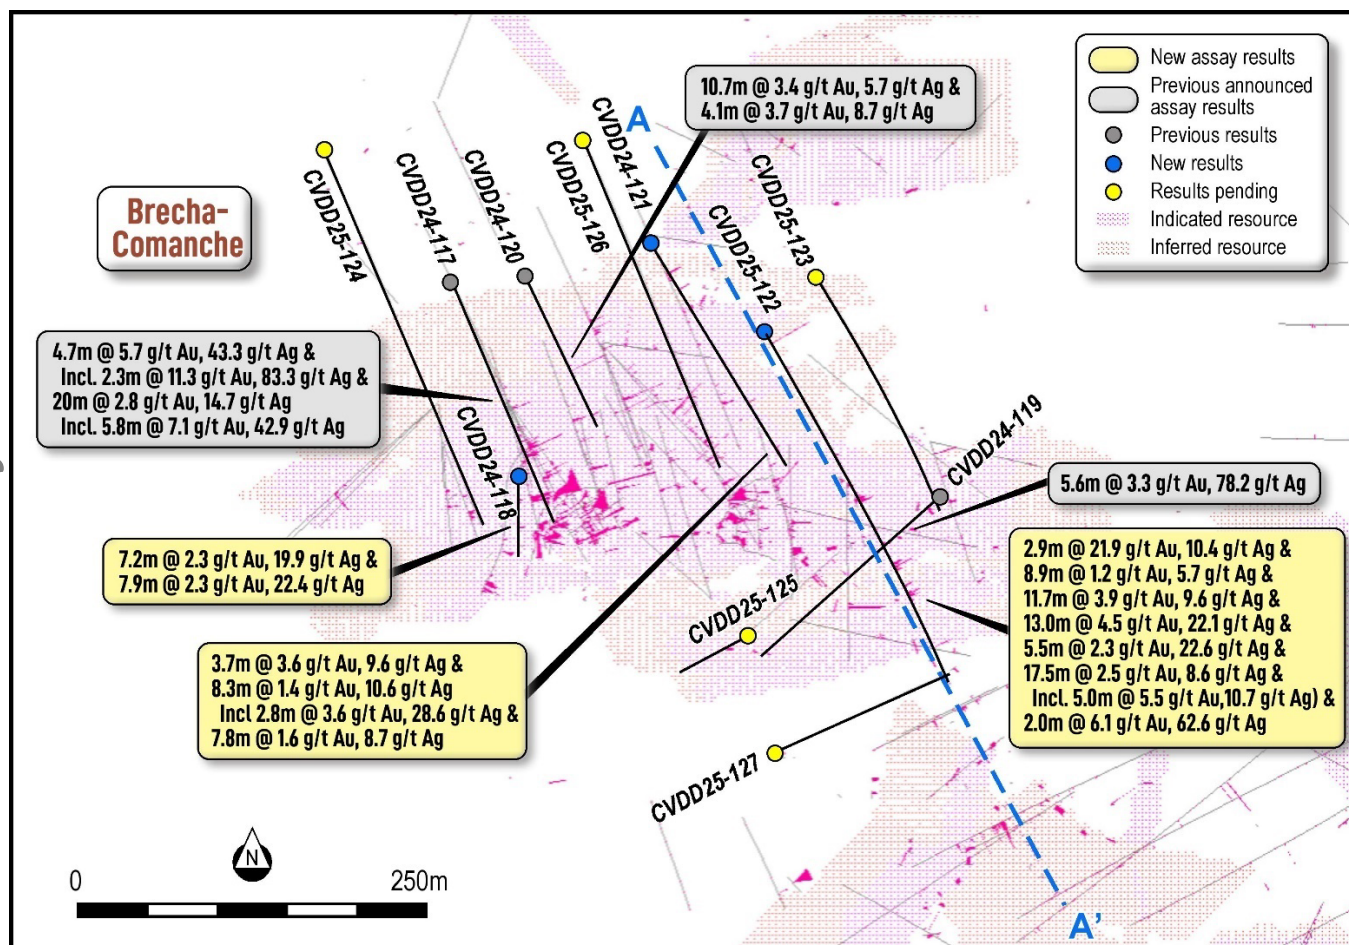 New assay results
Previous announced
assay results
Previous results
New results
Results pending
Indicated resource
Inferred resource
Brecha-
Comanche
10.7m @ 3.4 g/t Au, 5.7 g/t Ag &
4.1m @ 3.7 g/t Au, 8.7 g/t Ag
A
CVDD25-124
CVDD24-117
CVDD24-120
CVDD25-126
CVDD24-121
CVDD25-122
CVDD25-123
4.7m @ 5.7 g/t Au, 43.3 g/t Ag &
Incl. 2.3m @ 11.3 g/t Au, 83.3 g/t Ag &
20m @ 2.8 g/t Au, 14.7 g/t Ag
Incl. 5.8m @ 7.1 g/t Au, 42.9 g/t Ag
CVDD24-118
CVDD24-119
5.6m @ 3.3 g/t Au, 78.2 g/t Ag
7.2m @ 2.3 g/t Au, 19.9 g/t Ag &
7.9m @ 2.3 g/t Au, 22.4 g/t Ag
2.9m @ 21.9 g/t Au, 10.4 g/t Ag &
8.9m @ 1.2 g/t Au, 5.7 g/t Ag &
11.7m @ 3.9 g/t Au, 9.6 g/t Ag &
13.0m @ 4.5 g/t Au, 22.1 g/t Ag &
5.5m @ 2.3 g/t Au, 22.6 g/t Ag &
17.5m @ 2.5 g/t Au, 8.6 g/t Ag &
Incl. 5.0m @ 5.5 g/t Au,10.7 g/t Ag) &
2.0m @ 6.1 g/t Au, 62.6 g/t Ag
CVDD25-125
3.7m @ 3.6 g/t Au, 9.6 g/t Ag &
8.3m @ 1.4 g/t Au, 10.6 g/t Ag
Incl 2.8m @ 3.6 g/t Au, 28.6 g/t Ag &
7.8m @ 1.6 g/t Au, 8.7 g/t Ag
CVDD25-127
N
0 250m
A'